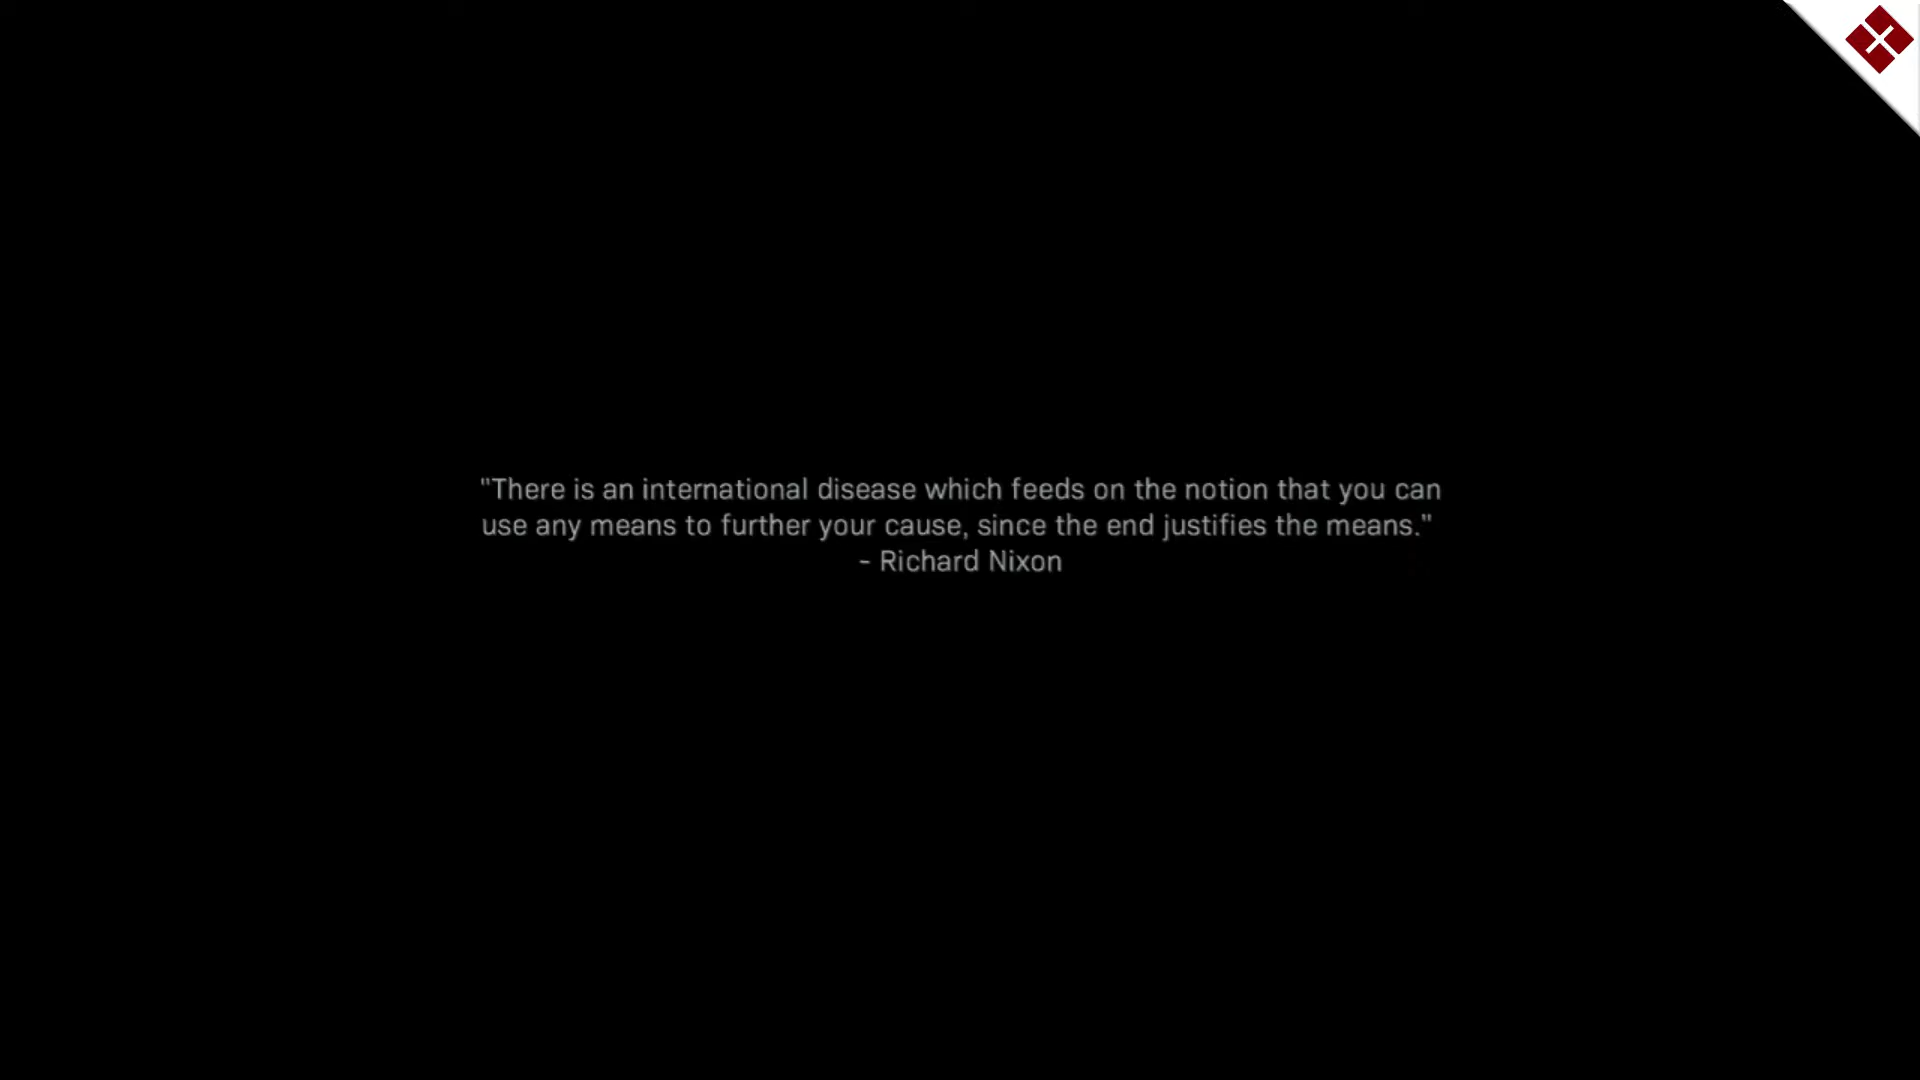 "There is an international disease which feeds on the notion that you can
use any means to further your cause, since the end justifies the means."
- Richard Nixon